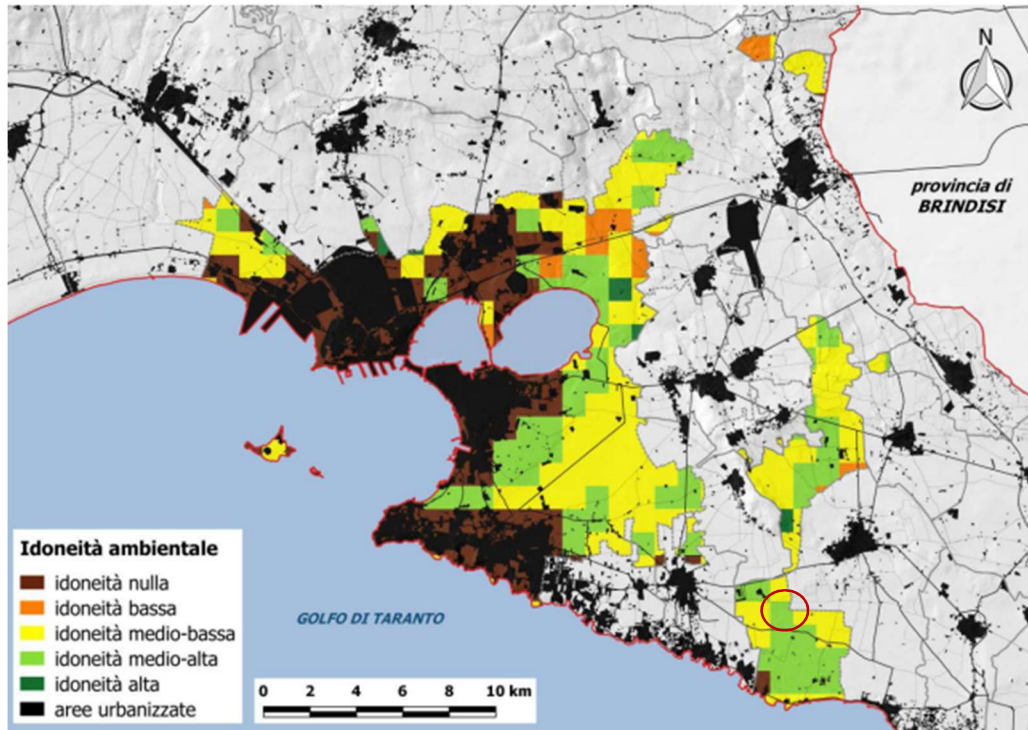 N
provincia di
BRINDISI
Idoneità ambientale
idoneità nulla
idoneità bassa
idoneità medio-bassa
idoneità medio-alta
idoneità alta
aree urbanizzate
GOLFO DI TARANTO
0 2 4 6 8 10 km